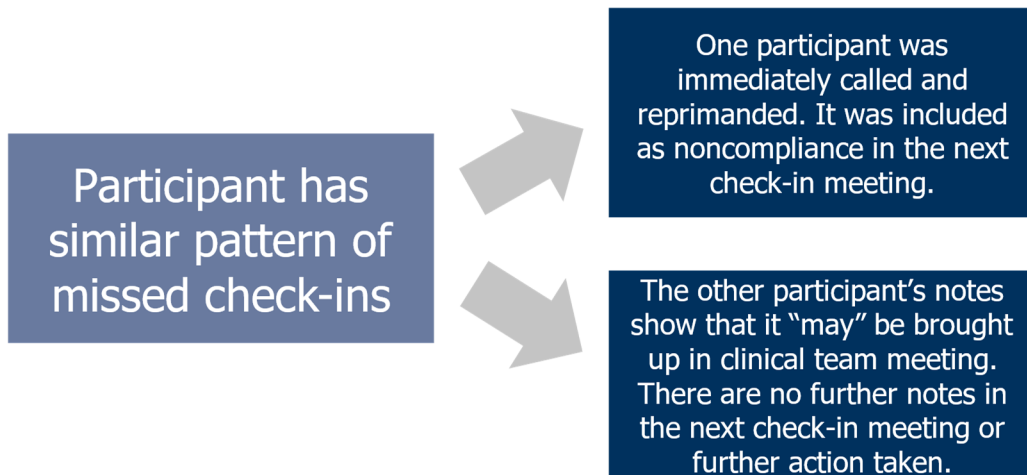 Participant has
similar pattern of
missed check-ins
One participant was
immediately called and
reprimanded. It was included
as noncompliance in the next
check-in meeting.
The other participant’s notes
show that it “may” be brought
up in clinical team meeting.
There are no further notes in
the next check-in meeting or
further action taken.